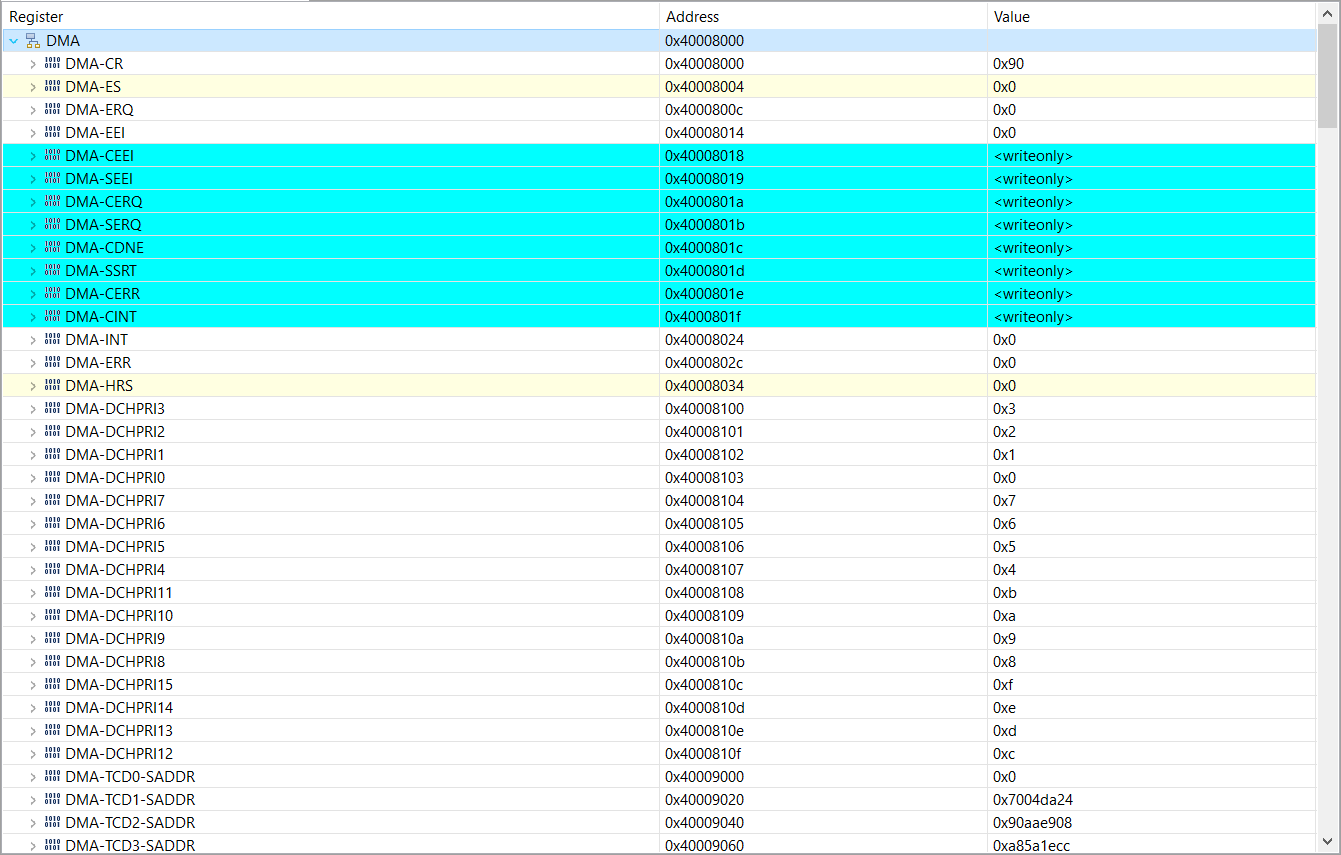 Register Address Value
DMA 0x40008000
DMA-CR 0x40008000 0x90
DMA-ES 0x40008004 0x0
DMA-ERQ 0x4000800c 0x0
DMA-EEI 0x40008014 0x0
DMA-CEEI 0x40008018 <writeonly>
DMA-SEEI 0x40008019 <writeonly>
DMA-CERQ 0x4000801a <writeonly>
DMA-SERQ 0x4000801b <writeonly>
DMA-CDNE 0x4000801c <writeonly>
DMA-SSRT 0x4000801d <writeonly>
DMA-CERR 0x4000801e <writeonly>
DMA-CINT 0x4000801f <writeonly>
DMA-INT 0x40008024 0x0
DMA-ERR 0x4000802c 0x0
DMA-HRS 0x40008034 0x0
DMA-DCHPRI3 0x40008100 0x3
DMA-DCHPRI2 0x40008101 0x2
DMA-DCHPRI1 0x40008102 0x1
DMA-DCHPRI0 0x40008103 0x0
DMA-DCHPRI7 0x40008104 0x7
DMA-DCHPRI6 0x40008105 0x6
DMA-DCHPRI5 0x40008106 0x5
DMA-DCHPRI4 0x40008107 0x4
DMA-DCHPRI11 0x40008108 0xb
DMA-DCHPRI10 0x40008109 0xa
DMA-DCHPRI9 0x4000810a 0x9
DMA-DCHPRI8 0x4000810b 0x8
DMA-DCHPRI15 0x4000810c 0xf
DMA-DCHPRI14 0x4000810d 0xe
DMA-DCHPRI13 0x4000810e 0xd
DMA-DCHPRI12 0x4000810f 0xc
DMA-TCD0-SADDR 0x40009000 0x0
DMA-TCD1-SADDR 0x40009020 0x7004da24
DMA-TCD2-SADDR 0x40009040 0x90aae908
DMA-TCD3-SADDR 0x40009060 0xa85a1ecc